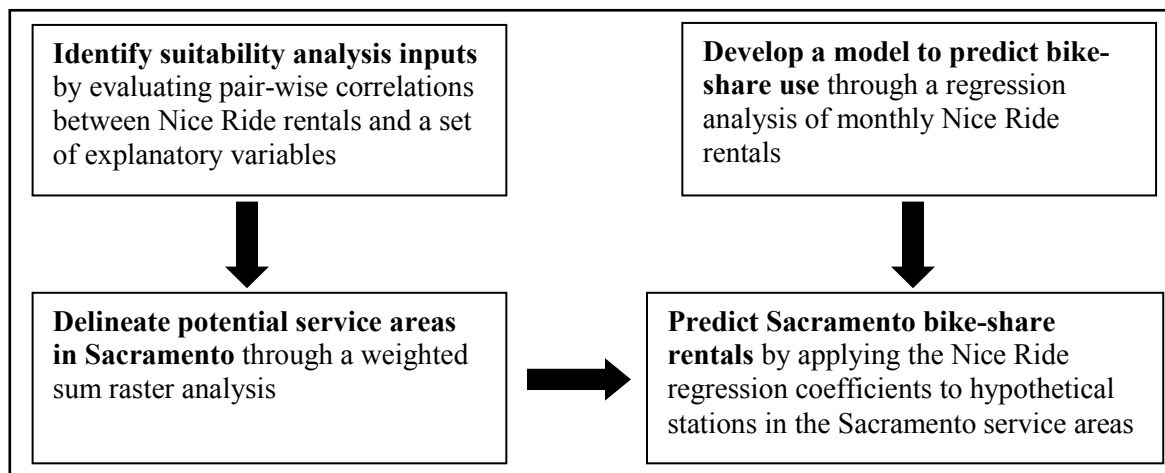 Identify suitability analysis inputs
by evaluating pair-wise correlations
between Nice Ride rentals and a set
of explanatory variables
Develop a model to predict bike-
share use through a regression
analysis of monthly Nice Ride
rentals
Delineate potential service areas
in Sacramento through a weighted
sum raster analysis
Predict Sacramento bike-share
rentals by applying the Nice Ride
regression coefficients to hypothetical
stations in the Sacramento service areas